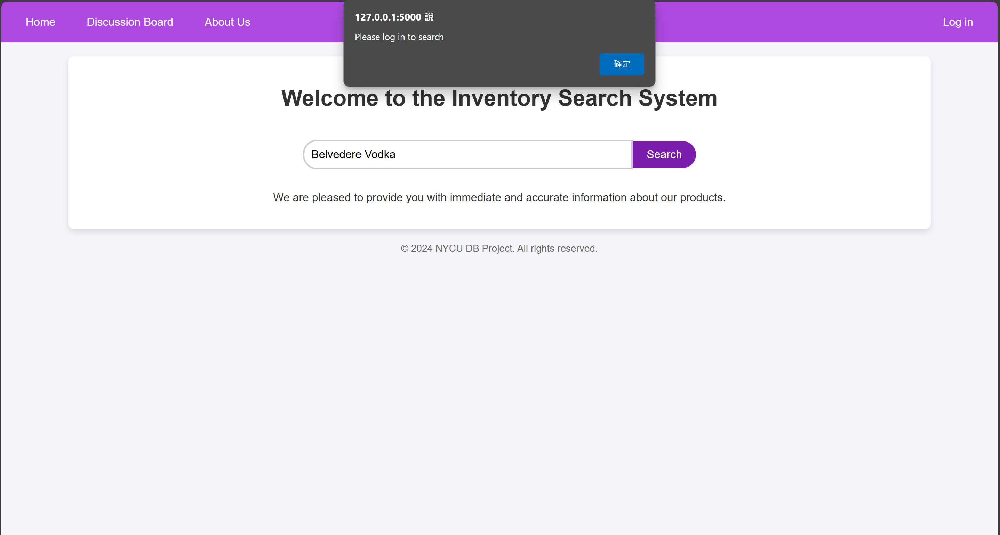 Home Discussion Board About Us Log in
127.0.0.1:5000 說
Please log in to search
確定
Welcome to the Inventory Search System
Belvedere Vodka Search
We are pleased to provide you with immediate and accurate information about our products.
© 2024 NYCU DB Project. All rights reserved.